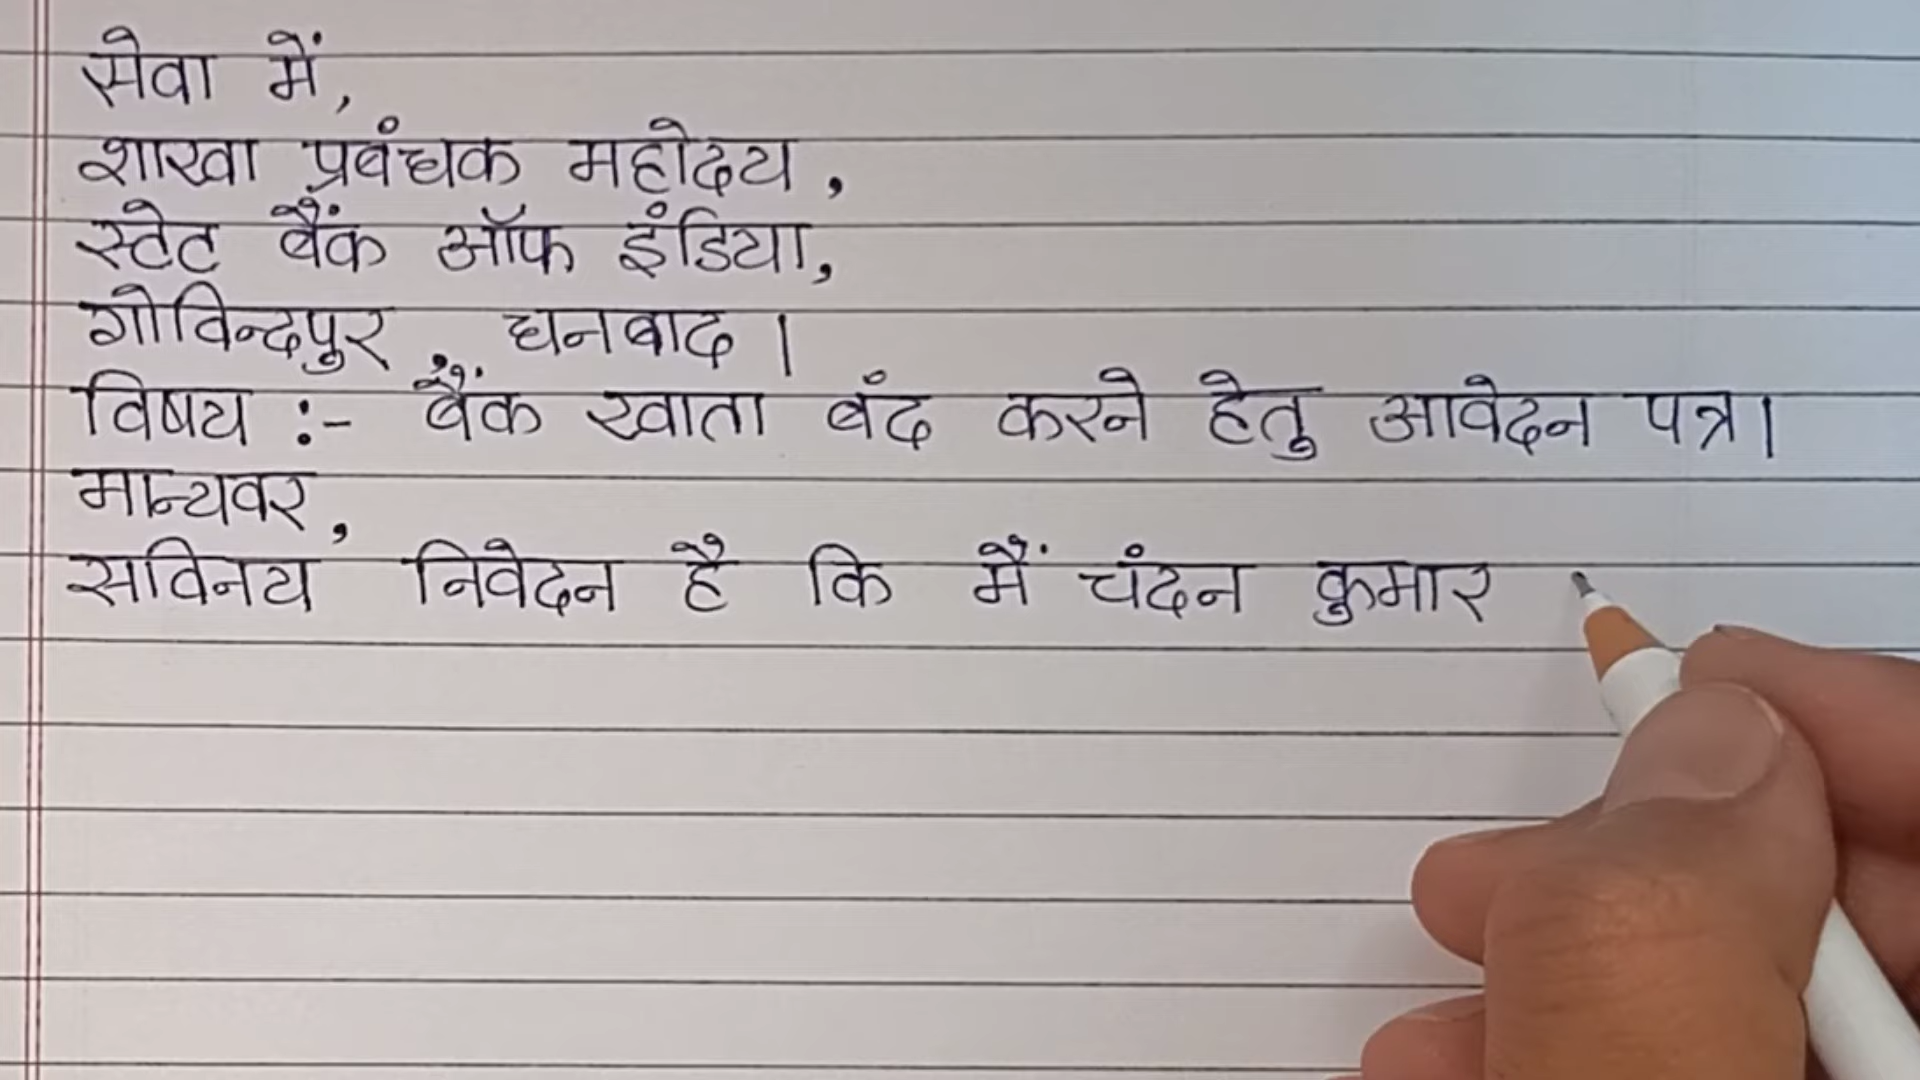 सेवा में,
शाखा प्रबंधक महोदय,
स्टेट बैंक ऑफ इंडिया,
गोविन्दपुर धनबाद।
विषय :- बैंक खाता बंद करने हेतु आवेदन पत्र।
मान्यवर,
सविनय निवेदन है कि मैं चंदन कुमार